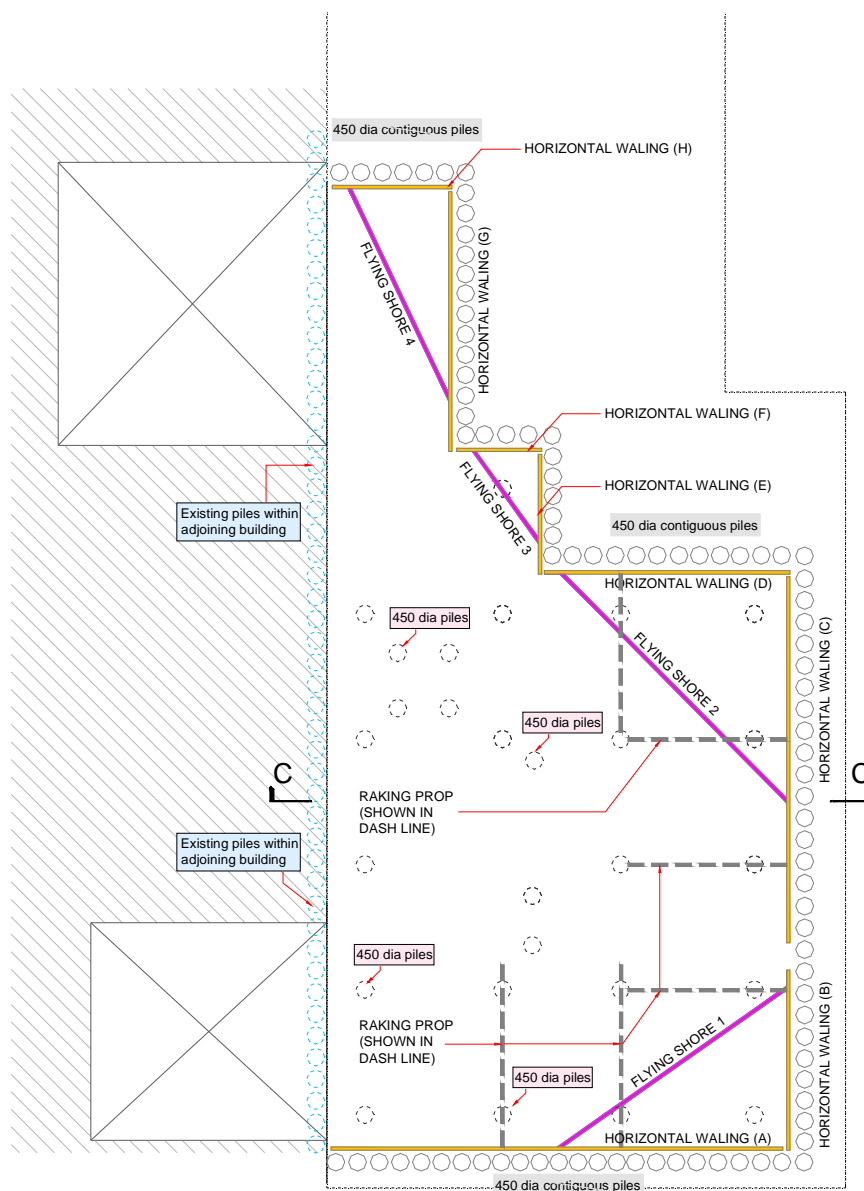 450 dia contiguous piles
HORIZONTAL WALING (H)
HORIZONTAL WALING (G)
FLYING SHORE 4
HORIZONTAL WALING (F)
FLYING SHORE 3
HORIZONTAL WALING (E)
Existing piles within
adjoining building
450 dia contiguous piles
HORIZONTAL WALING (D)
450 dia piles
HORIZONTAL WALING (C)
FLYING SHORE 2
450 dia piles
C
C
RAKING PROP
(SHOWN IN
DASH LINE)
Existing piles within
adjoining building
450 dia piles
HORIZONTAL WALING (B)
RAKING PROP
(SHOWN IN
DASH LINE)
FLYING SHORE 1
450 dia piles
HORIZONTAL WALING (A)
450 dia contiguous piles